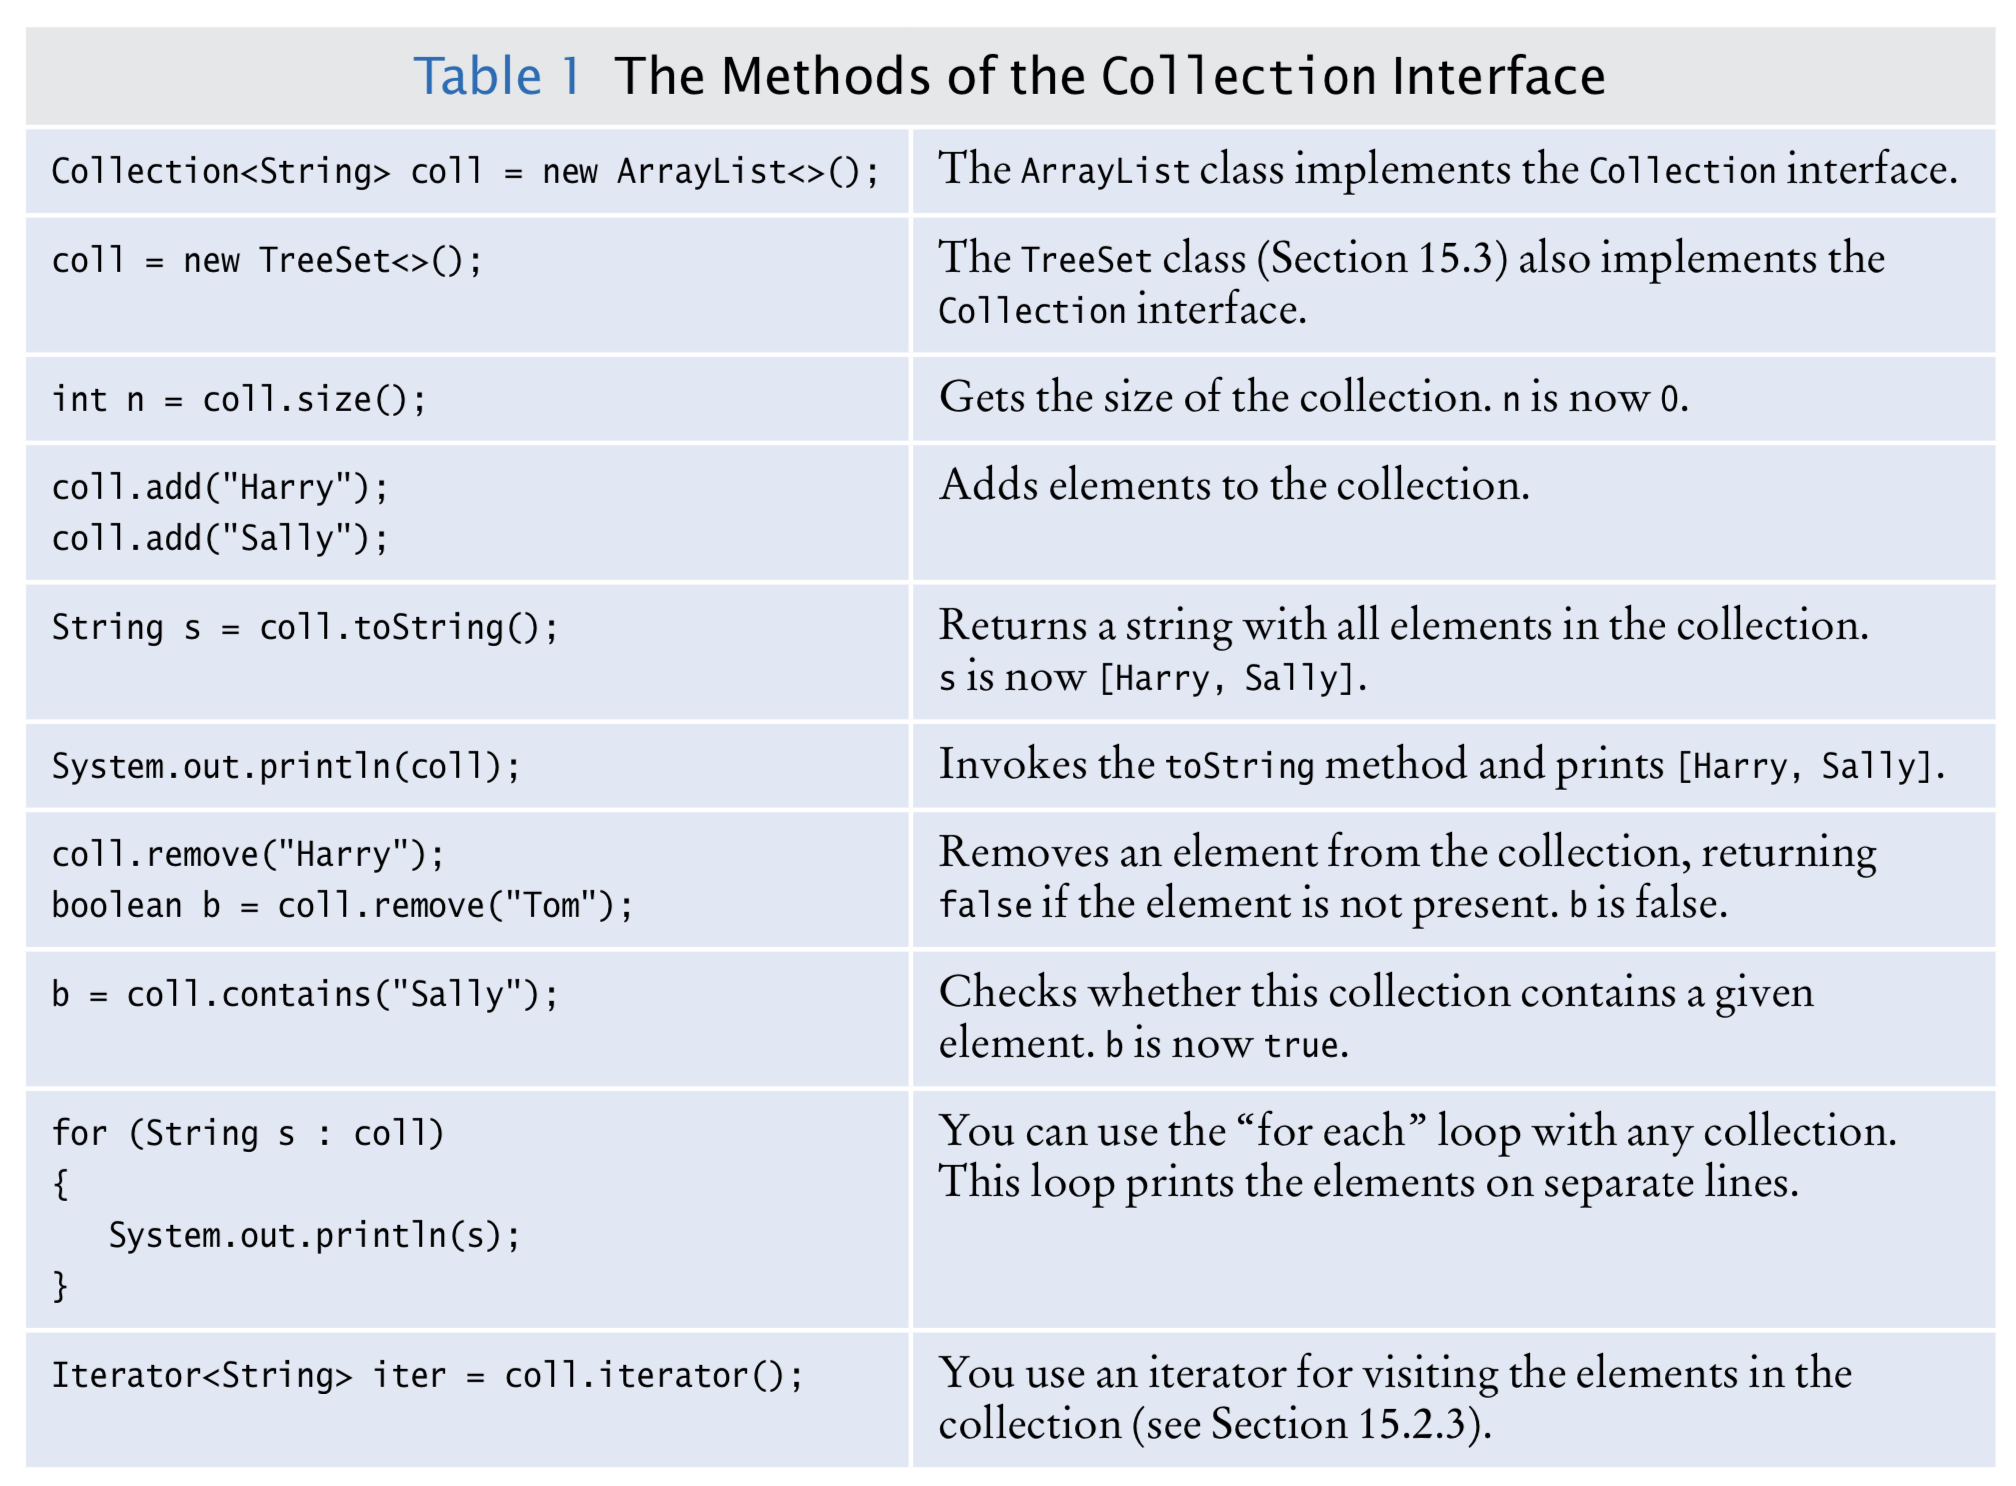 Table 1 The Methods of the Collection Interface
Collection<String> coll = new ArrayList<>();
The ArrayList class implements the Collection interface.
coll = new TreeSet<>();
The TreeSet class (Section 15.3) also implements the
Collection interface.
int n = coll.size();
Gets the size of the collection. n is now 0.
coll.add("Harry");
coll.add("Sally");
Adds elements to the collection.
String s = coll.toString();
Returns a string with all elements in the collection.
s is now [Harry, Sally].
System.out.println(coll);
Invokes the toString method and prints [Harry, Sally].
coll.remove("Harry");
boolean b = coll.remove("Tom");
Removes an element from the collection, returning
false if the element is not present. b is false.
b = coll.contains("Sally");
Checks whether this collection contains a given
element. b is now true.
for (String s : coll)
{
   System.out.println(s);
}
You can use the “for each” loop with any collection.
This loop prints the elements on separate lines.
Iterator<String> iter = coll.iterator();
You use an iterator for visiting the elements in the
collection (see Section 15.2.3).